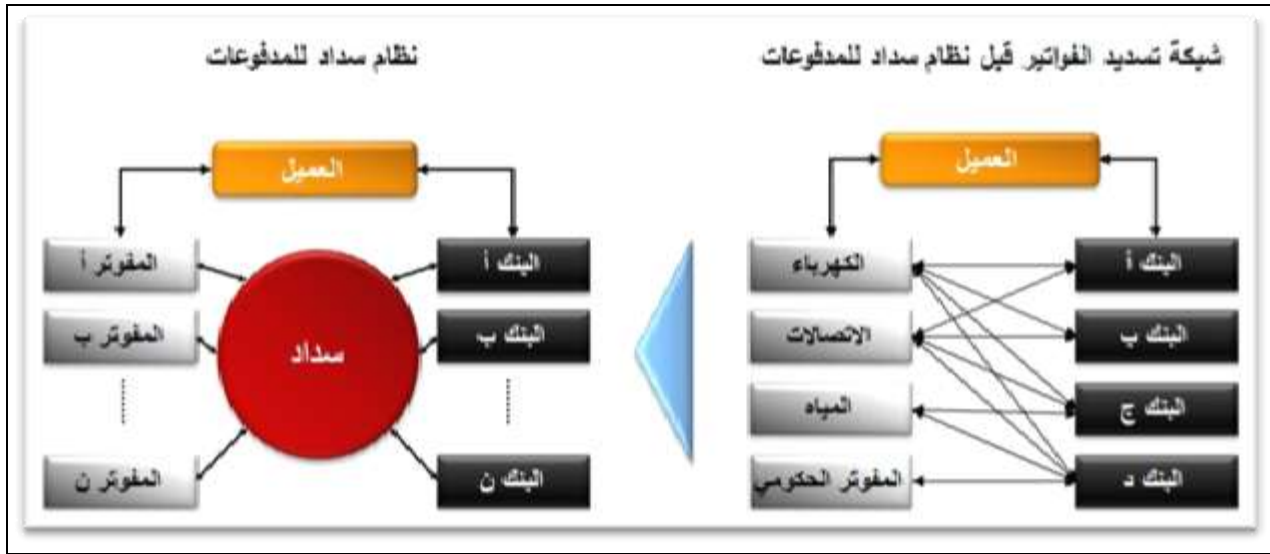 شبكة تسديد الفواتير قبل نظام سداد للمدفوعات
العميل
البنك أ
الكهرباء
البنك ب
الاتصالات
البنك ج
المياه
البنك د
المفوتر الحكومي
نظام سداد للمدفوعات
العميل
البنك أ
المفوتر أ
البنك ب
المفوتر ب
سداد
البنك ن
المفوتر ن